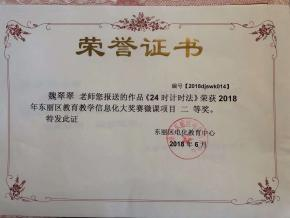 荣誉证书
编号【2018djswk014】
魏翠翠 老师您报送的作品《24时计时法》荣获2018
年东丽区教育教学信息化大奖赛微课项目 二 等奖。
特发此证
东丽区电化教育中心
2018年6月